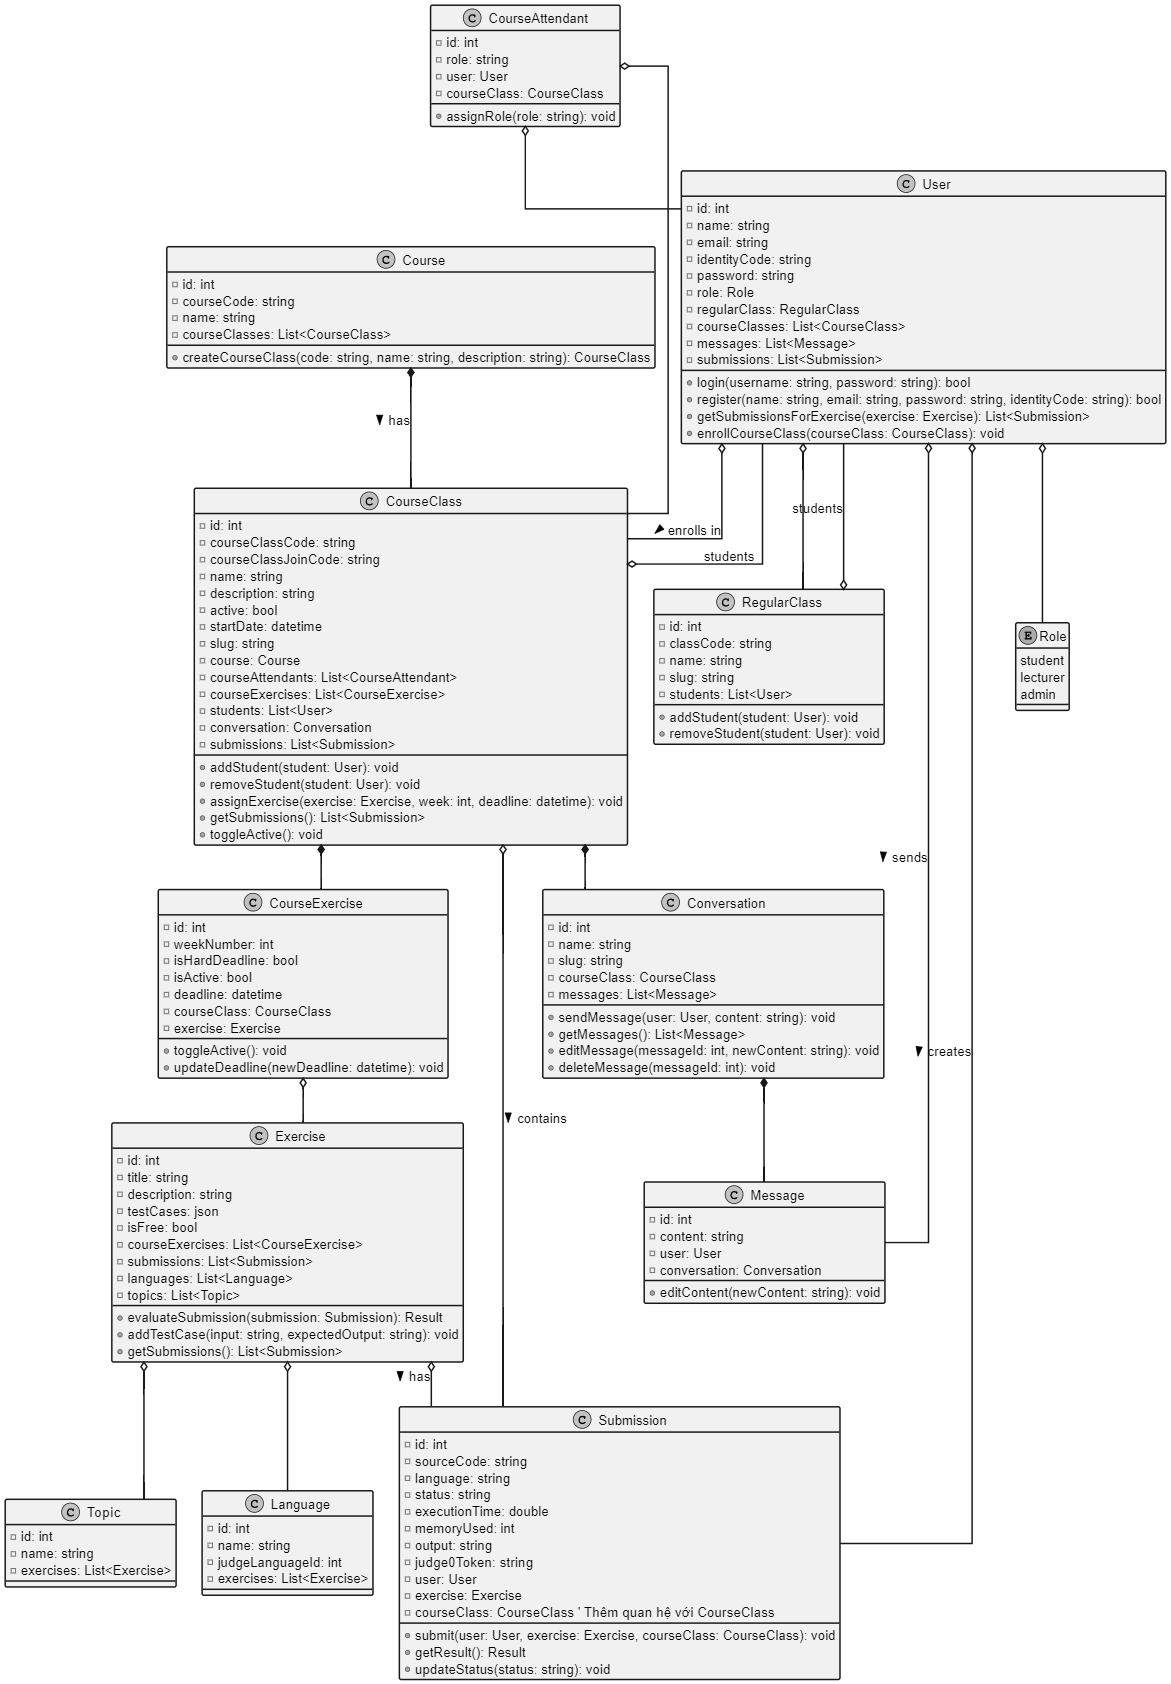 C CourseAttendant
id: int
role: string
user: User
courseClass: CourseClass
assignRole(role: string): void
C User
id: int
name: string
email: string
identityCode: string
password: string
role: Role
regularClass: RegularClass
courseClasses: List<CourseClass>
messages: List<Message>
submissions: List<Submission>
login(username: string, password: string): bool
register(name: string, email: string, password: string, identityCode: string): bool
getSubmissionsForExercise(exercise: Exercise): List<Submission>
enrollCourseClass(courseClass: CourseClass): void
C Course
id: int
courseCode: string
name: string
courseClasses: List<CourseClass>
createCourseClass(code: string, name: string, description: string): CourseClass
has
C CourseClass
id: int
courseClassCode: string
courseClassJoinCode: string
name: string
description: string
active: bool
startDate: datetime
slug: string
course: Course
courseAttendants: List<CourseAttendant>
courseExercises: List<CourseExercise>
students: List<User>
conversation: Conversation
submissions: List<Submission>
addStudent(student: User): void
removeStudent(student: User): void
assignExercise(exercise: Exercise, week: int, deadline: datetime): void
getSubmissions(): List<Submission>
toggleActive(): void
enrolls in
students
students
C RegularClass
id: int
classCode: string
name: string
slug: string
students: List<User>
addStudent(student: User): void
removeStudent(student: User): void
E Role
student
lecturer
admin
sends
creates
C CourseExercise
id: int
weekNumber: int
isHardDeadline: bool
isActive: bool
deadline: datetime
courseClass: CourseClass
exercise: Exercise
toggleActive(): void
updateDeadline(newDeadline: datetime): void
C Conversation
id: int
name: string
slug: string
courseClass: CourseClass
messages: List<Message>
sendMessage(user: User, content: string): void
getMessages(): List<Message>
editMessage(messageId: int, newContent: string): void
deleteMessage(messageId: int): void
contains
C Exercise
id: int
title: string
description: string
testCases: json
isFree: bool
courseExercises: List<CourseExercise>
submissions: List<Submission>
languages: List<Language>
topics: List<Topic>
evaluateSubmission(submission: Submission): Result
addTestCase(input: string, expectedOutput: string): void
getSubmissions(): List<Submission>
C Message
id: int
content: string
user: User
conversation: Conversation
editContent(newContent: string): void
has
C Topic
id: int
name: string
exercises: List<Exercise>
C Language
id: int
name: string
judgeLanguageId: int
exercises: List<Exercise>
C Submission
id: int
sourceCode: string
language: string
status: string
executionTime: double
memoryUsed: int
output: string
judge0Token: string
user: User
exercise: Exercise
courseClass: CourseClass ' Thêm quan hệ với CourseClass
submit(user: User, exercise: Exercise, courseClass: CourseClass): void
getResult(): Result
updateStatus(status: string): void